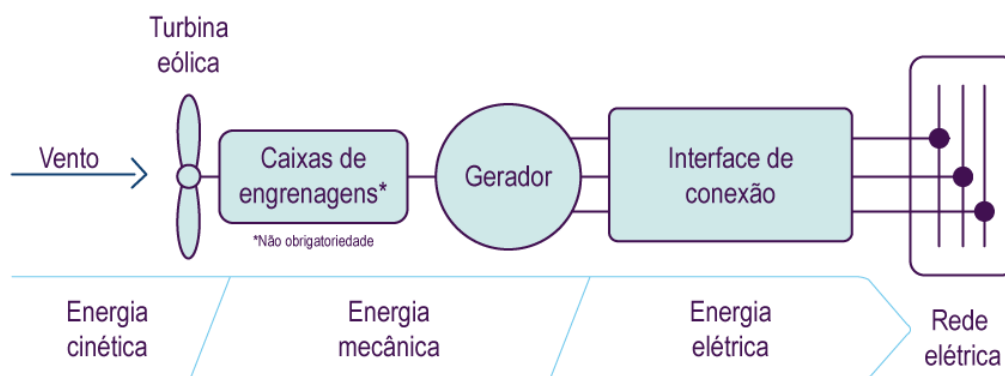 Turbina
eólica
Vento
Caixas de
engrenagens*
*Não obrigatoriedade
Gerador
Interface de
conexão
Energia
cinética
Energia
mecânica
Energia
elétrica
Rede
elétrica